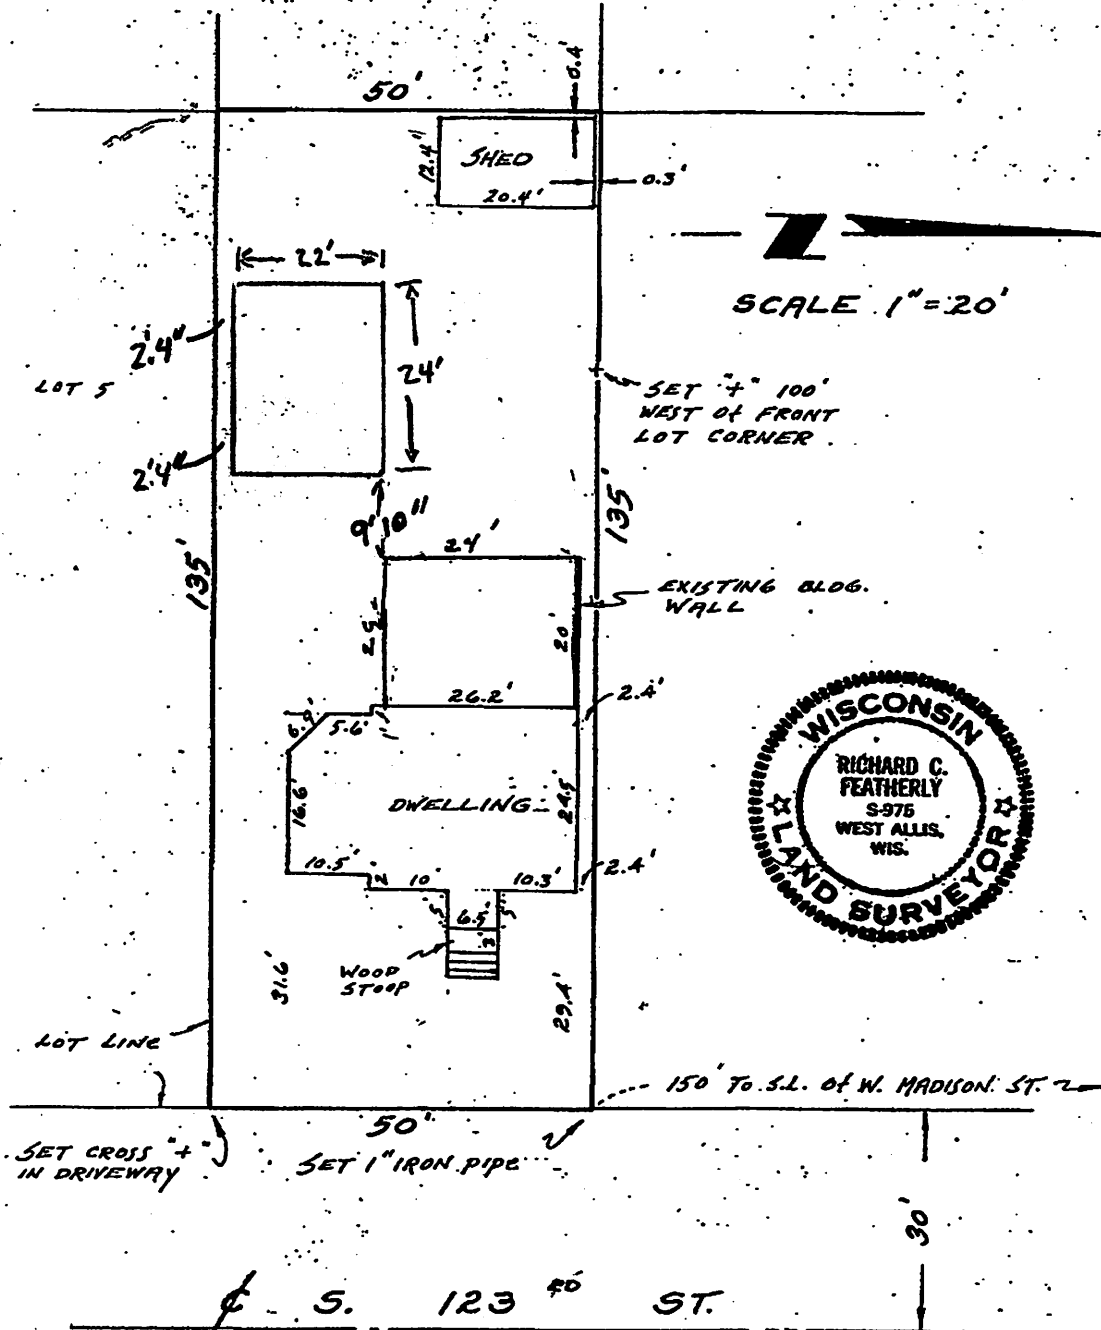 50'
0.4'
SHED
12.4"
20.4'
0.3'
SCALE 1"=20'
22'
24'
2'.4"
LOT 5
2'4"
SET "+" 100'
WEST Of FRONT
LOT CORNER
135'
135'
9'10"
24'
EXISTING BLDG.
WALL
20'
26.2'
2.4'
6.9'
5.6'
16.6'
DWELLING
24.5'
10.5'
2'
10'
10.3'
2.4'
5'
6.5'
5'
3'
WOOD
STOOP
31.6'
29.4'
LOT LINE
150' TO S.L. Of W. MADISON ST.
50'
SET CROSS "+"
IN DRIVEWAY
SET 1" IRON PIPE
30'
₵ S. 123 RD ST.
WISCONSIN
RICHARD C.
FEATHERLY
S-975
WEST ALLIS,
WIS.
LAND SURVEYOR